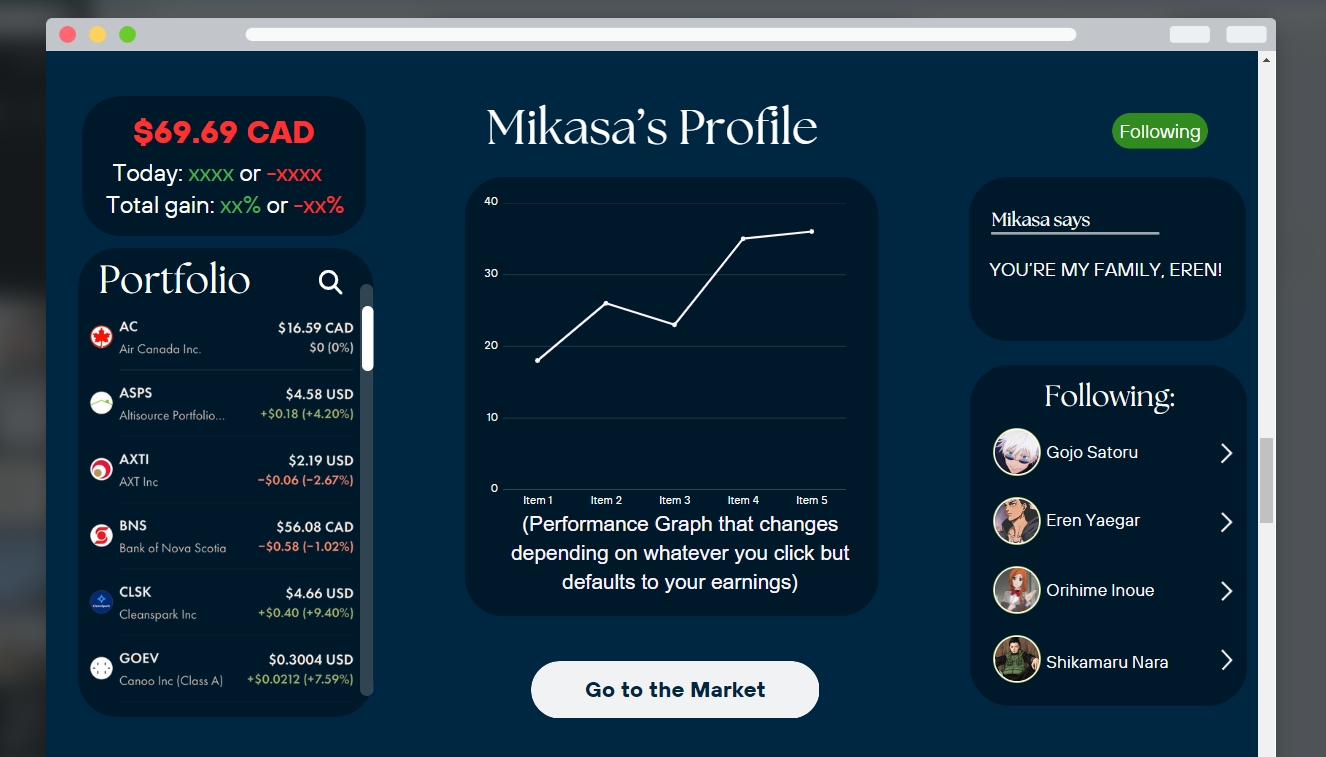 $69.69 CAD
Today: xxxx or -xxxx
Total gain: xx% or -xx%
Portfolio
AC
$16.59 CAD
Air Canada Inc.
$0 (0%)
ASPS
$4.58 USD
Altisource Portfolio...
+$0.18 (+4.20%)
AXTI
$2.19 USD
AXT Inc
−$0.06 (−2.67%)
BNS
$56.08 CAD
Bank of Nova Scotia
−$0.58 (−1.02%)
CLSK
$4.66 USD
Cleanspark Inc
+$0.40 (+9.40%)
GOEV
$0.3004 USD
Canoo Inc (Class A)
+$0.0212 (+7.59%)
Mikasa's Profile
40
30
20
10
0
Item 1 Item 2 Item 3 Item 4 Item 5
(Performance Graph that changes
depending on whatever you click but
defaults to your earnings)
Go to the Market
Following
Mikasa says
YOU'RE MY FAMILY, EREN!
Following:
Gojo Satoru
Eren Yaegar
Orihime Inoue
Shikamaru Nara